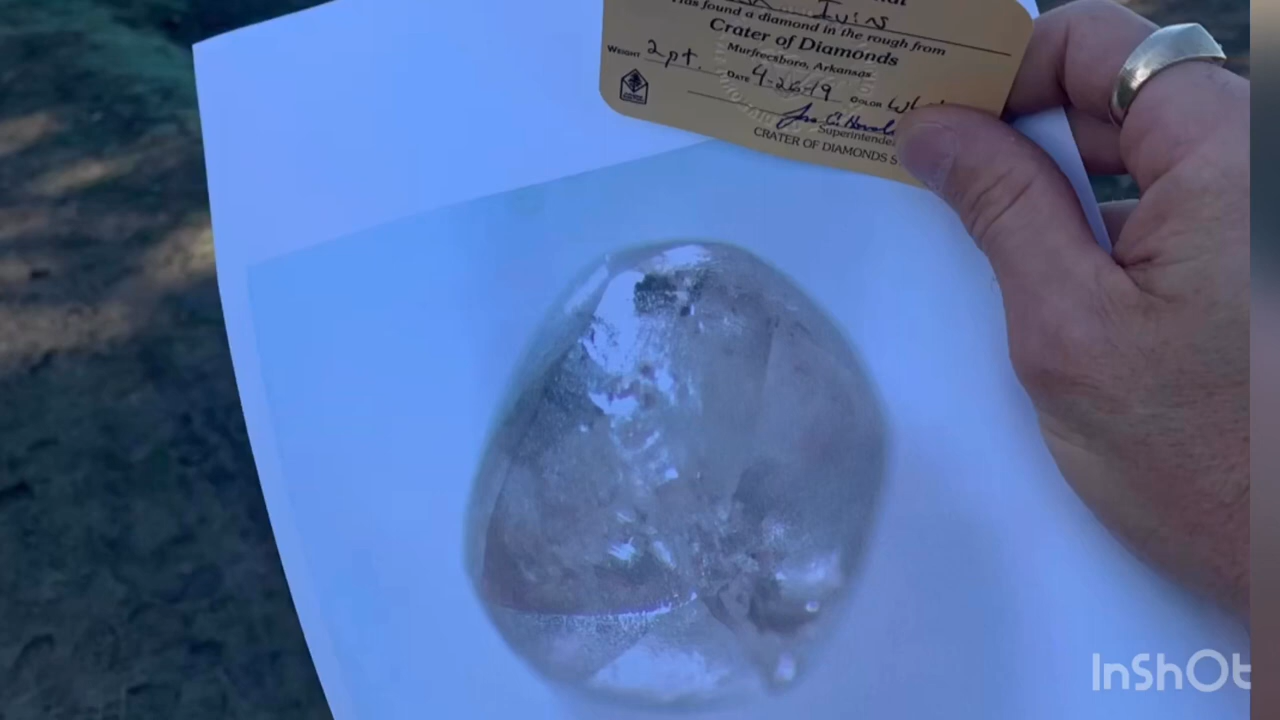 Ivins
Has found a diamond in the rough from
Crater of Diamonds
Murfreesboro, Arkansas
WEIGHT 2pt. DATE 4-26-19 COLOR
Superintendent
CRATER OF DIAMONDS S
InShOt